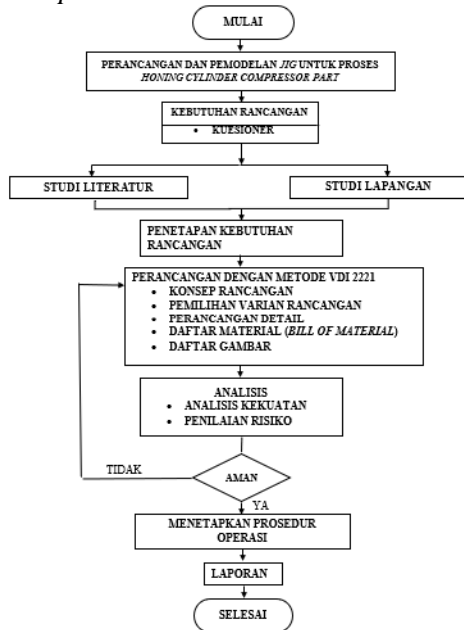 MULAI
PERANCANGAN DAN PEMODELAN JIG UNTUK PROSES
HONING CYLINDER COMPRESSOR PART
KEBUTUHAN RANCANGAN
• KUESIONER
STUDI LITERATUR
STUDI LAPANGAN
PENETAPAN KEBUTUHAN
RANCANGAN
PERANCANGAN DENGAN METODE VDI 2221
• KONSEP RANCANGAN
• PEMILIHAN VARIAN RANCANGAN
• PERANCANGAN DETAIL
• DAFTAR MATERIAL (BILL OF MATERIAL)
• DAFTAR GAMBAR
ANALISIS
• ANALISIS KEKUATAN
• PENILAIAN RISIKO
TIDAK
AMAN
YA
MENETAPKAN PROSEDUR
OPERASI
LAPORAN
SELESAI